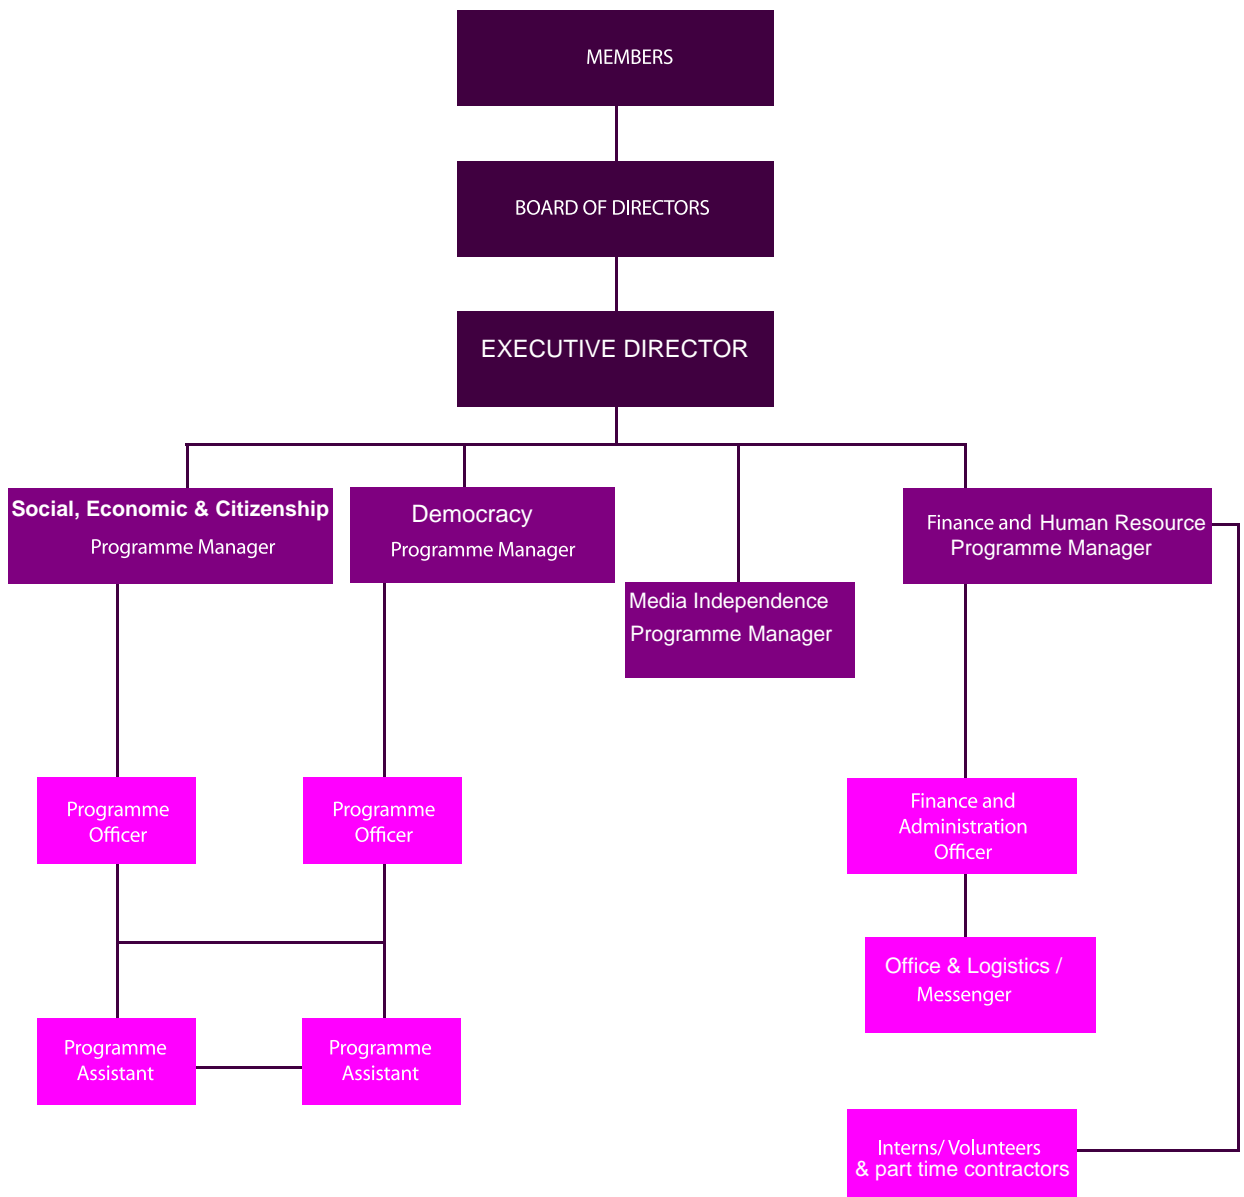 MEMBERS
BOARD OF DIRECTORS
EXECUTIVE DIRECTOR
Social, Economic & Citizenship
Programme Manager
Democracy
Programme Manager
Media Independence
Programme Manager
Finance and Human Resource
Programme Manager
Programme
Officer
Programme
Officer
Finance and
Administration
Officer
Office & Logistics /
Messenger
Programme
Assistant
Programme
Assistant
Interns/ Volunteers
& part time contractors